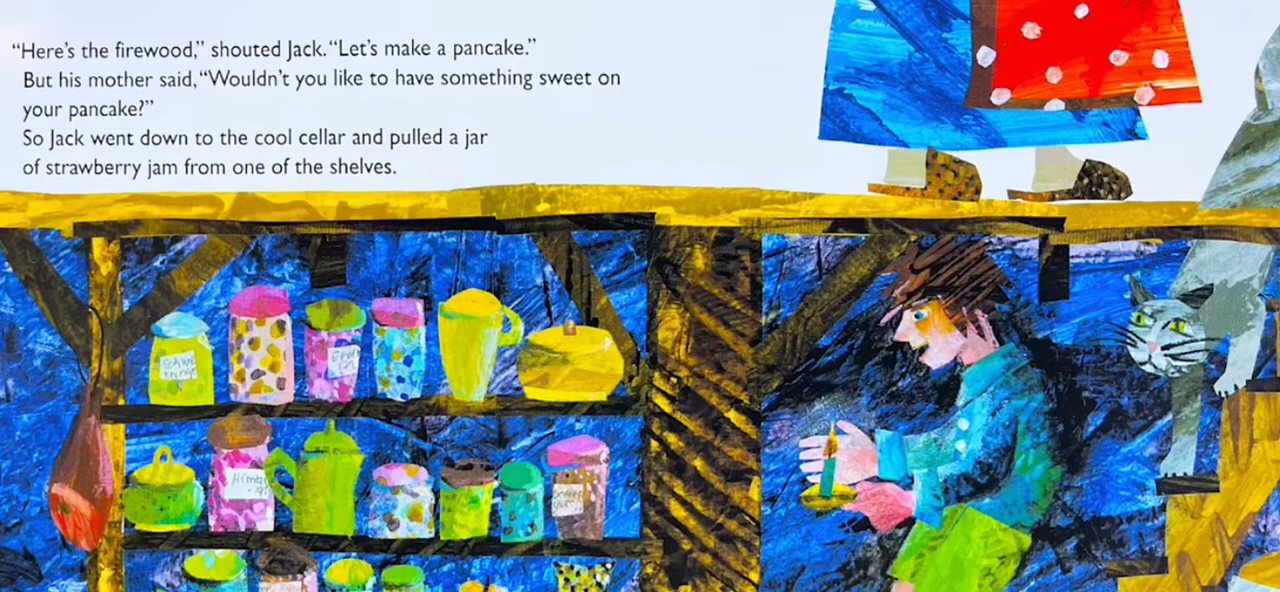 “Here’s the firewood,” shouted Jack. “Let’s make a pancake.”
But his mother said, “Wouldn’t you like to have something sweet on
your pancake?”
So Jack went down to the cool cellar and pulled a jar
of strawberry jam from one of the shelves.